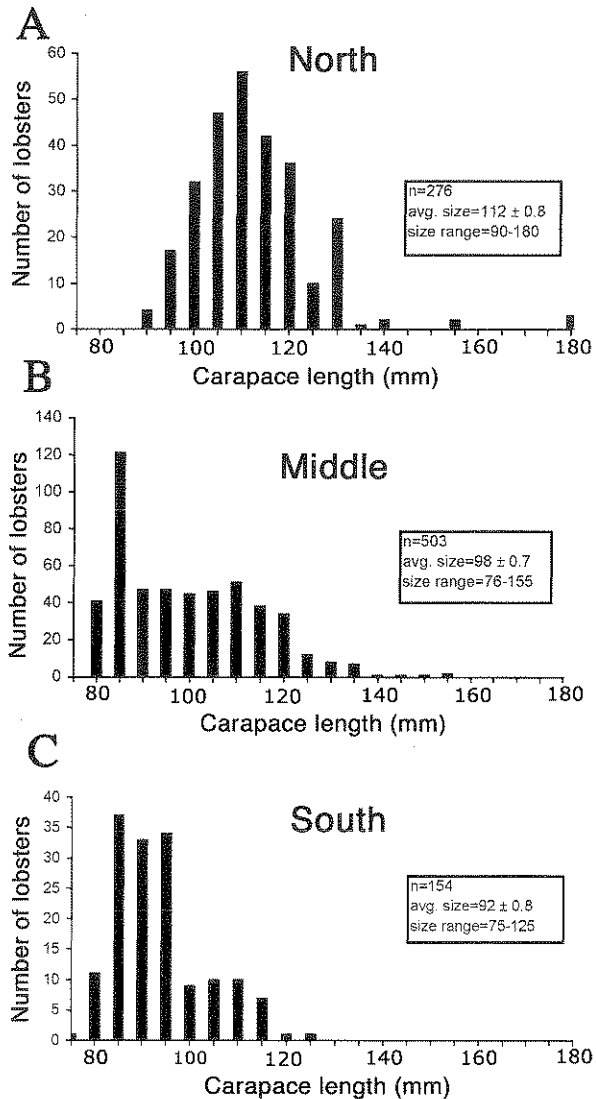 A
North
60
50
40
30
20
10
0
Number of lobsters
n=276
avg. size=112 ± 0.8
size range=90-180
80 100 120 140 160 180
Carapace length (mm)
B
Middle
140
120
100
80
60
40
20
0
Number of lobsters
n=503
avg. size=98 ± 0.7
size range=76-155
80 100 120 140 160 180
Carapace length (mm)
C
South
40
35
30
25
20
15
10
5
0
Number of lobsters
n=154
avg. size=92 ± 0.8
size range=75-125
80 100 120 140 160 180
Carapace length (mm)